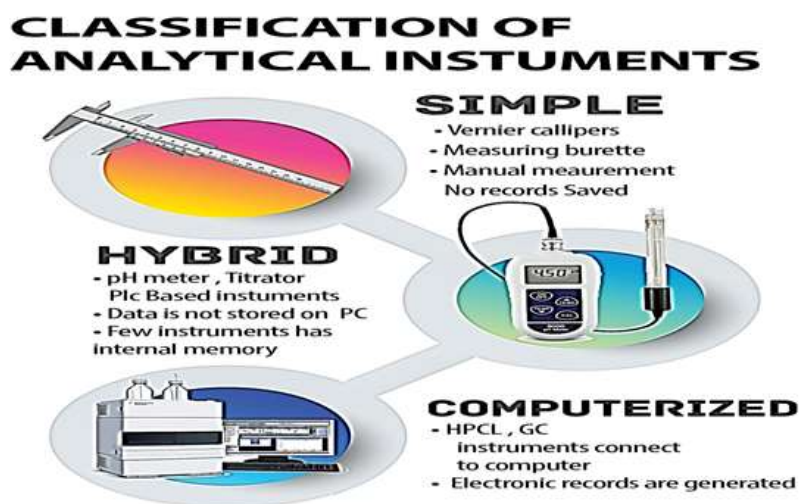 CLASSIFICATION OF
ANALYTICAL INSTUMENTS
SIMPLE
• Vernier callipers
• Measuring burette
• Manual meaurement
No records Saved
HYBRID
• pH meter , Titrator
Plc Based instuments
• Data is not stored on PC
• Few instruments has
internal memory
450
COMPUTERIZED
• HPCL , GC
instruments connect
to computer
• Electronic records are generated